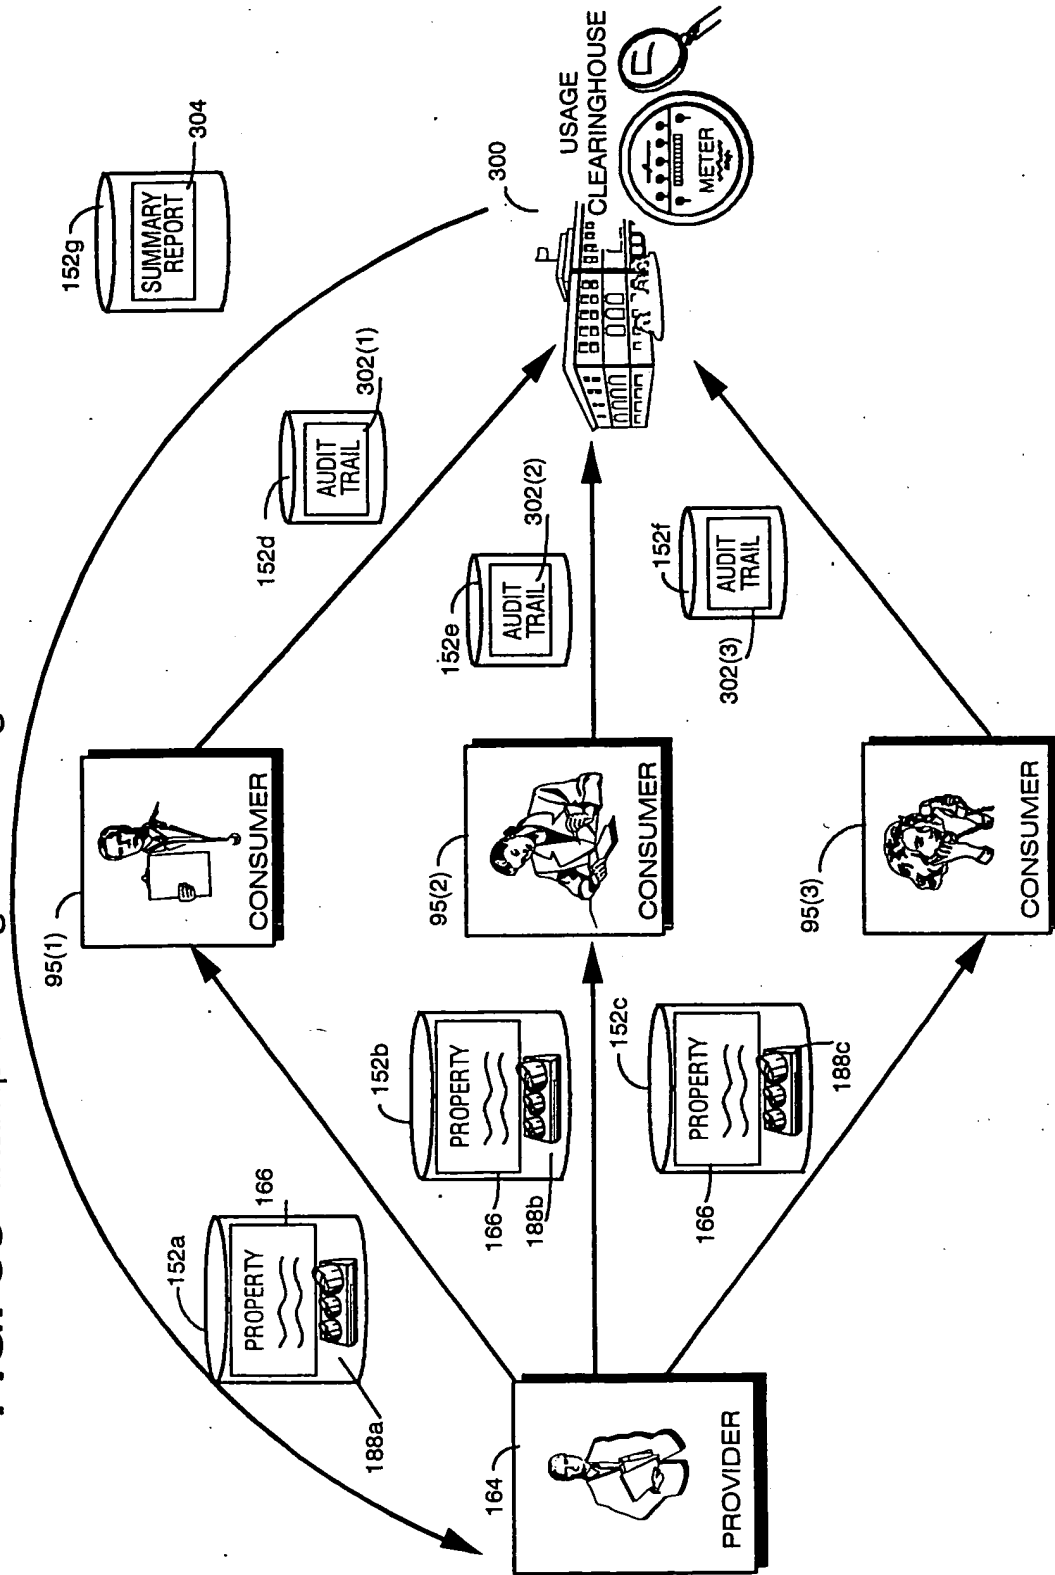 152g
SUMMARY
REPORT
304
300
USAGE
CLEARINGHOUSE
METER
152d
AUDIT
TRAIL
302(1)
152e
AUDIT
TRAIL
302(2)
152f
AUDIT
TRAIL
302(3)
95(1)
CONSUMER
95(2)
CONSUMER
95(3)
CONSUMER
152a
PROPERTY
166
188a
152b
PROPERTY
166
188b
152c
PROPERTY
166
188c
164
PROVIDER